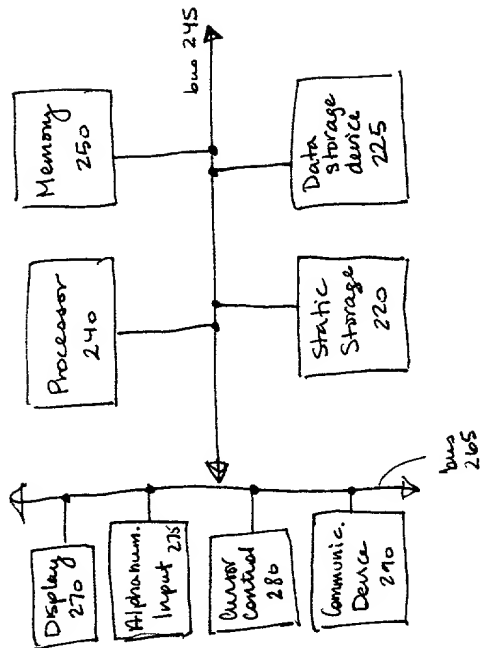 Display
270
Alphanum.
Input 275
Cursor
Control
280
Communic.
Device
290
bus
265
Processor
240
Memory
250
bus 245
Static
Storage
220
Data
storage
device
225